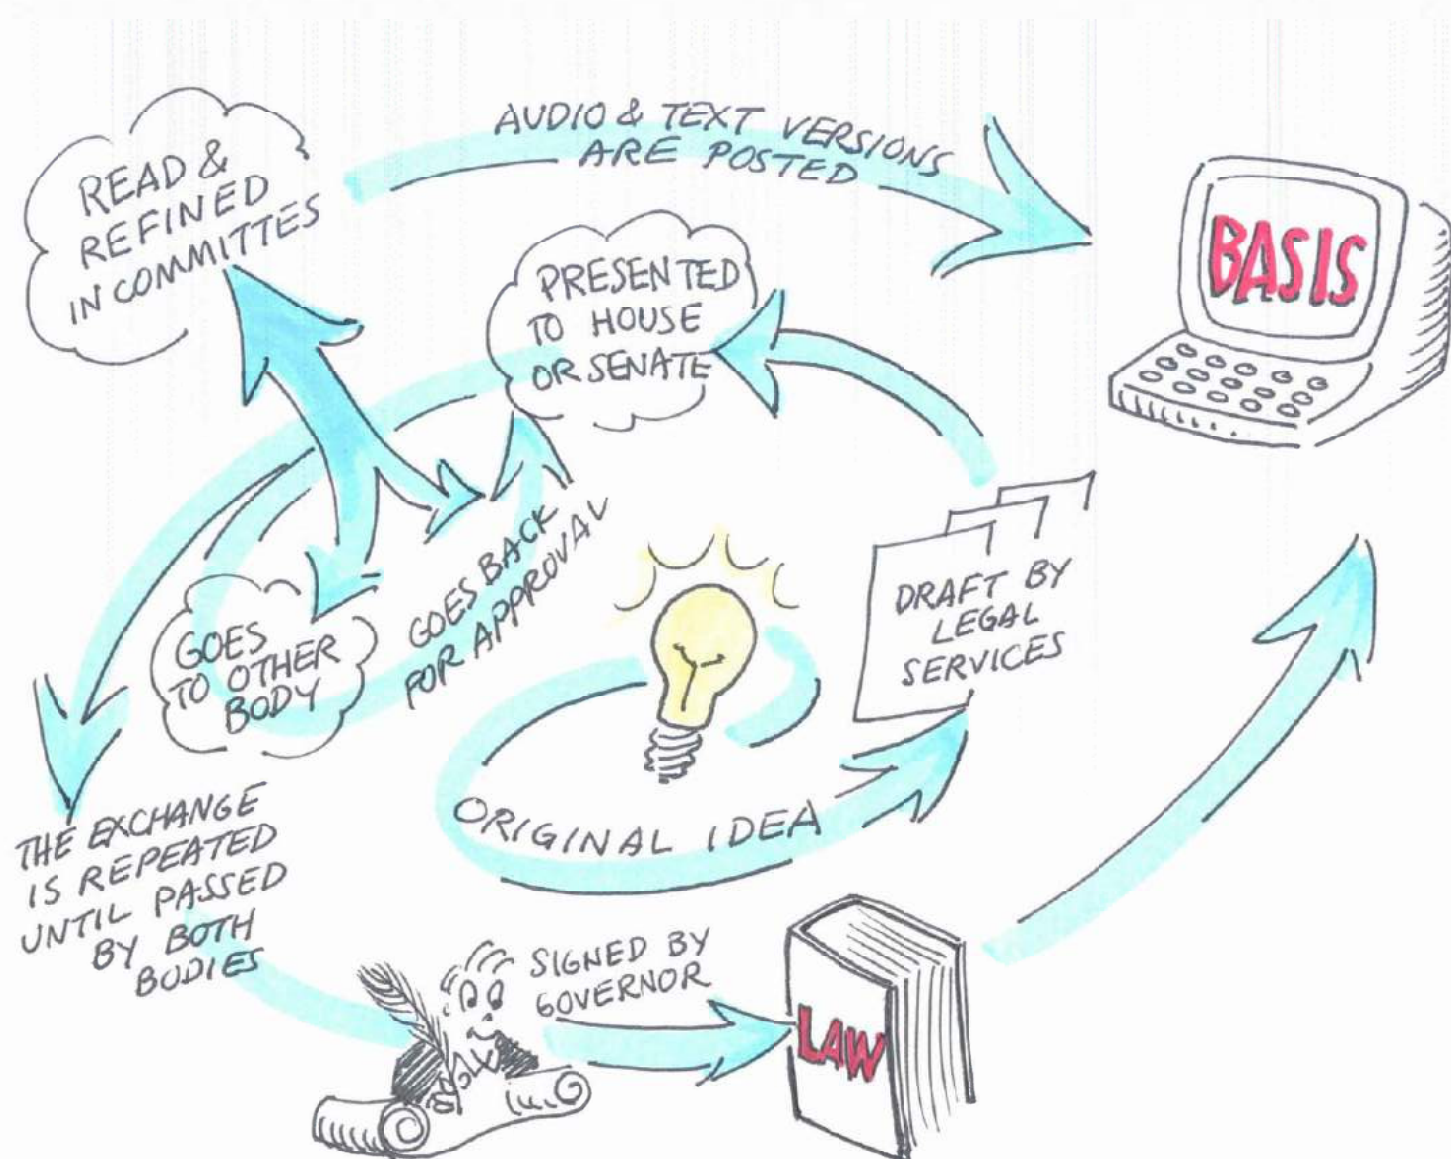 READ &
REFINED
IN COMMITTES
AUDIO & TEXT VERSIONS
ARE POSTED
BASIS
PRESENTED
TO HOUSE
OR SENATE
GOES
TO OTHER
BODY
GOES BACK
FOR APPROVAL
DRAFT BY
LEGAL
SERVICES
ORIGINAL IDEA
THE EXCHANGE
IS REPEATED
UNTIL PASSED
BY BOTH
BODIES
SIGNED BY
GOVERNOR
LAW